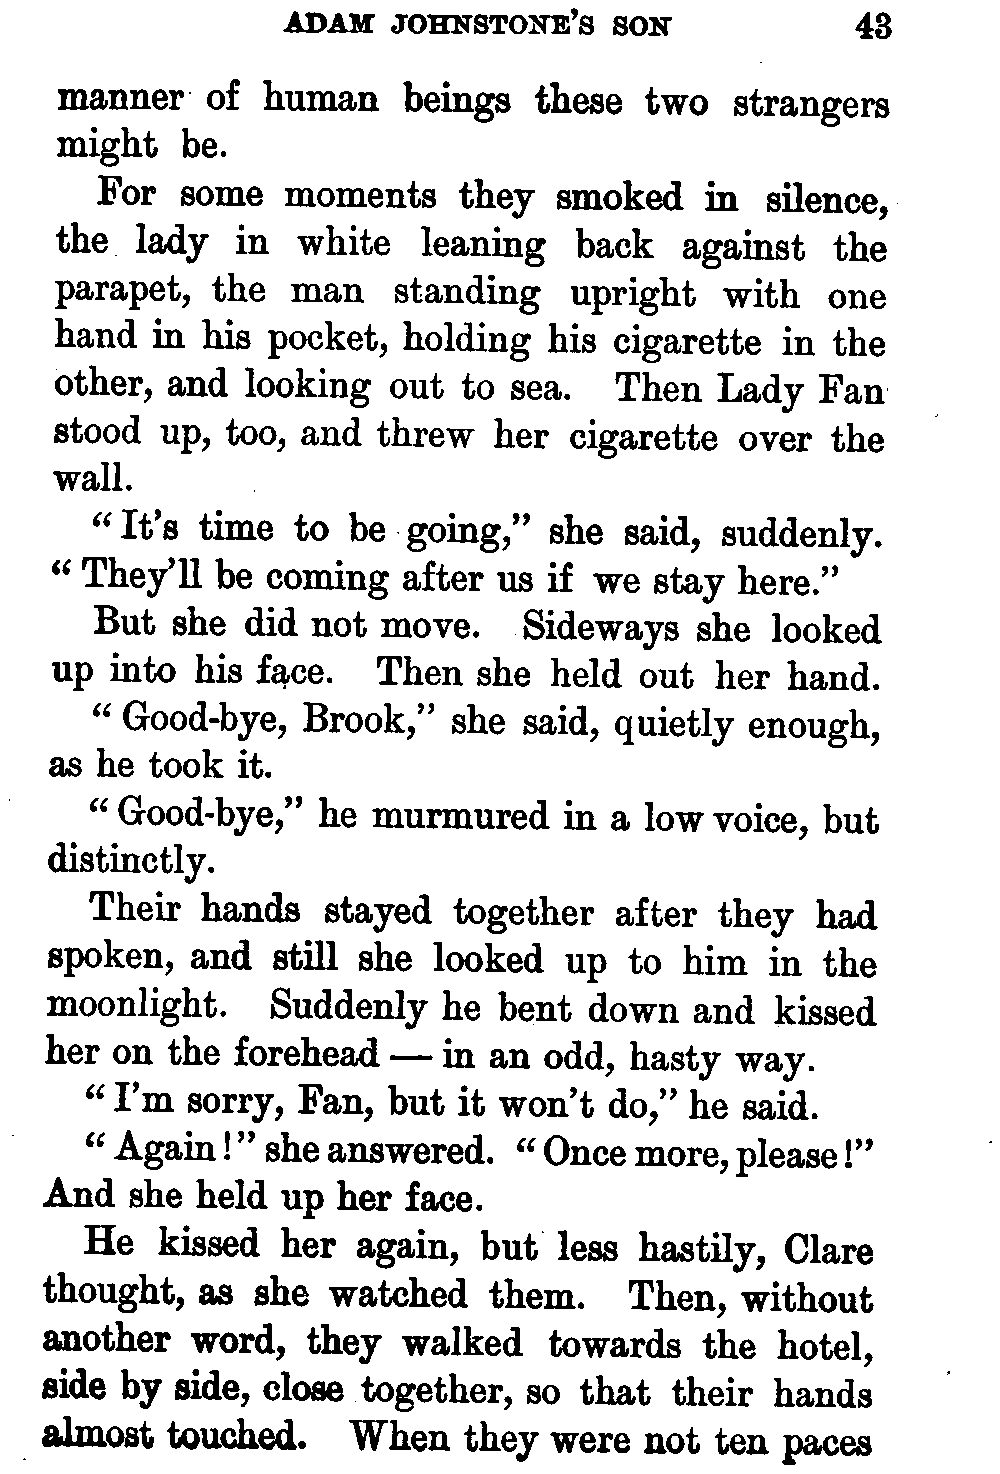 ADAM JOHNSTONE'S SON 43
manner of human beings these two strangers
might be.
For some moments they smoked in silence,
the lady in white leaning back against the
parapet, the man standing upright with one
hand in his pocket, holding his cigarette in the
other, and looking out to sea. Then Lady Fan
stood up, too, and threw her cigarette over the
wall.
"It's time to be going," she said, suddenly.
"They'll be coming after us if we stay here."
But she did not move. Sideways she looked
up into his face. Then she held out her hand.
"Good-bye, Brook," she said, quietly enough,
as he took it.
"Good-bye," he murmured in a low voice, but
distinctly.
Their hands stayed together after they had
spoken, and still she looked up to him in the
moonlight. Suddenly he bent down and kissed
her on the forehead — in an odd, hasty way.
"I'm sorry, Fan, but it won't do," he said.
"Again!" she answered. "Once more, please!"
And she held up her face.
He kissed her again, but less hastily, Clare
thought, as she watched them. Then, without
another word, they walked towards the hotel,
side by side, close together, so that their hands
almost touched. When they were not ten paces